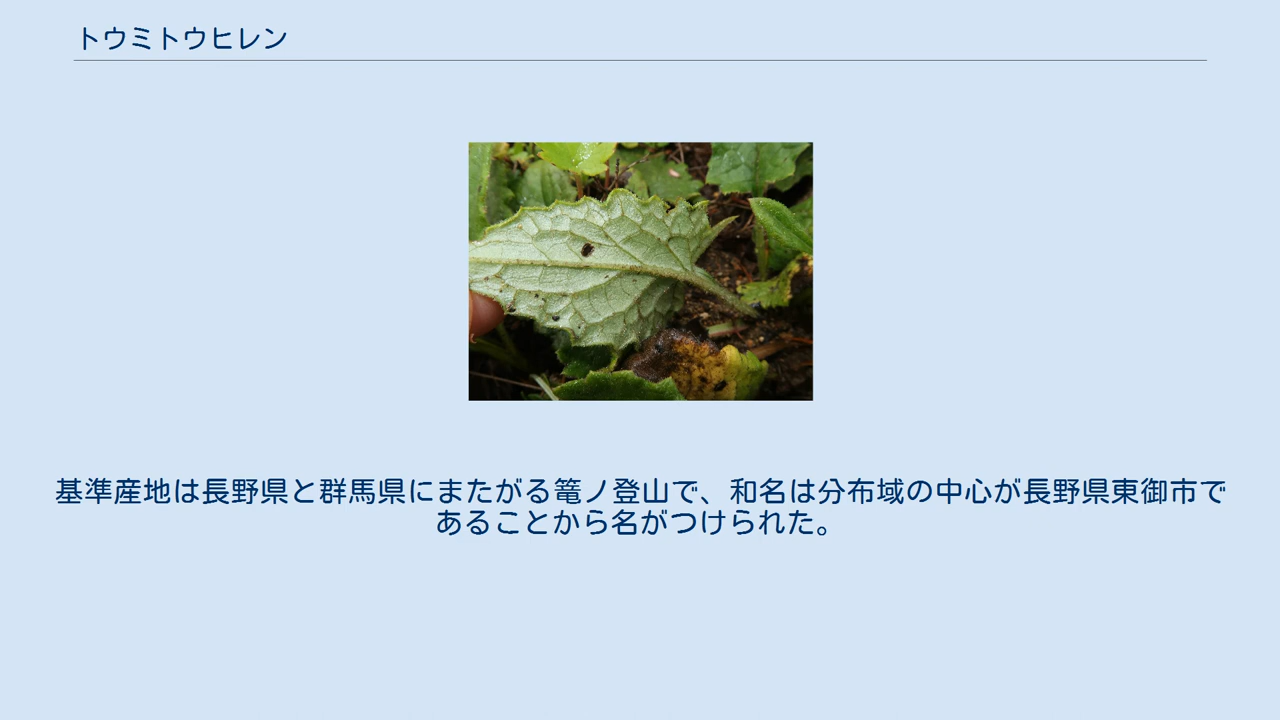 トウミトウヒレン
基準産地は長野県と群馬県にまたがる篭ノ登山で、和名は分布域の中心が長野県東御市で
あることから名がつけられた。